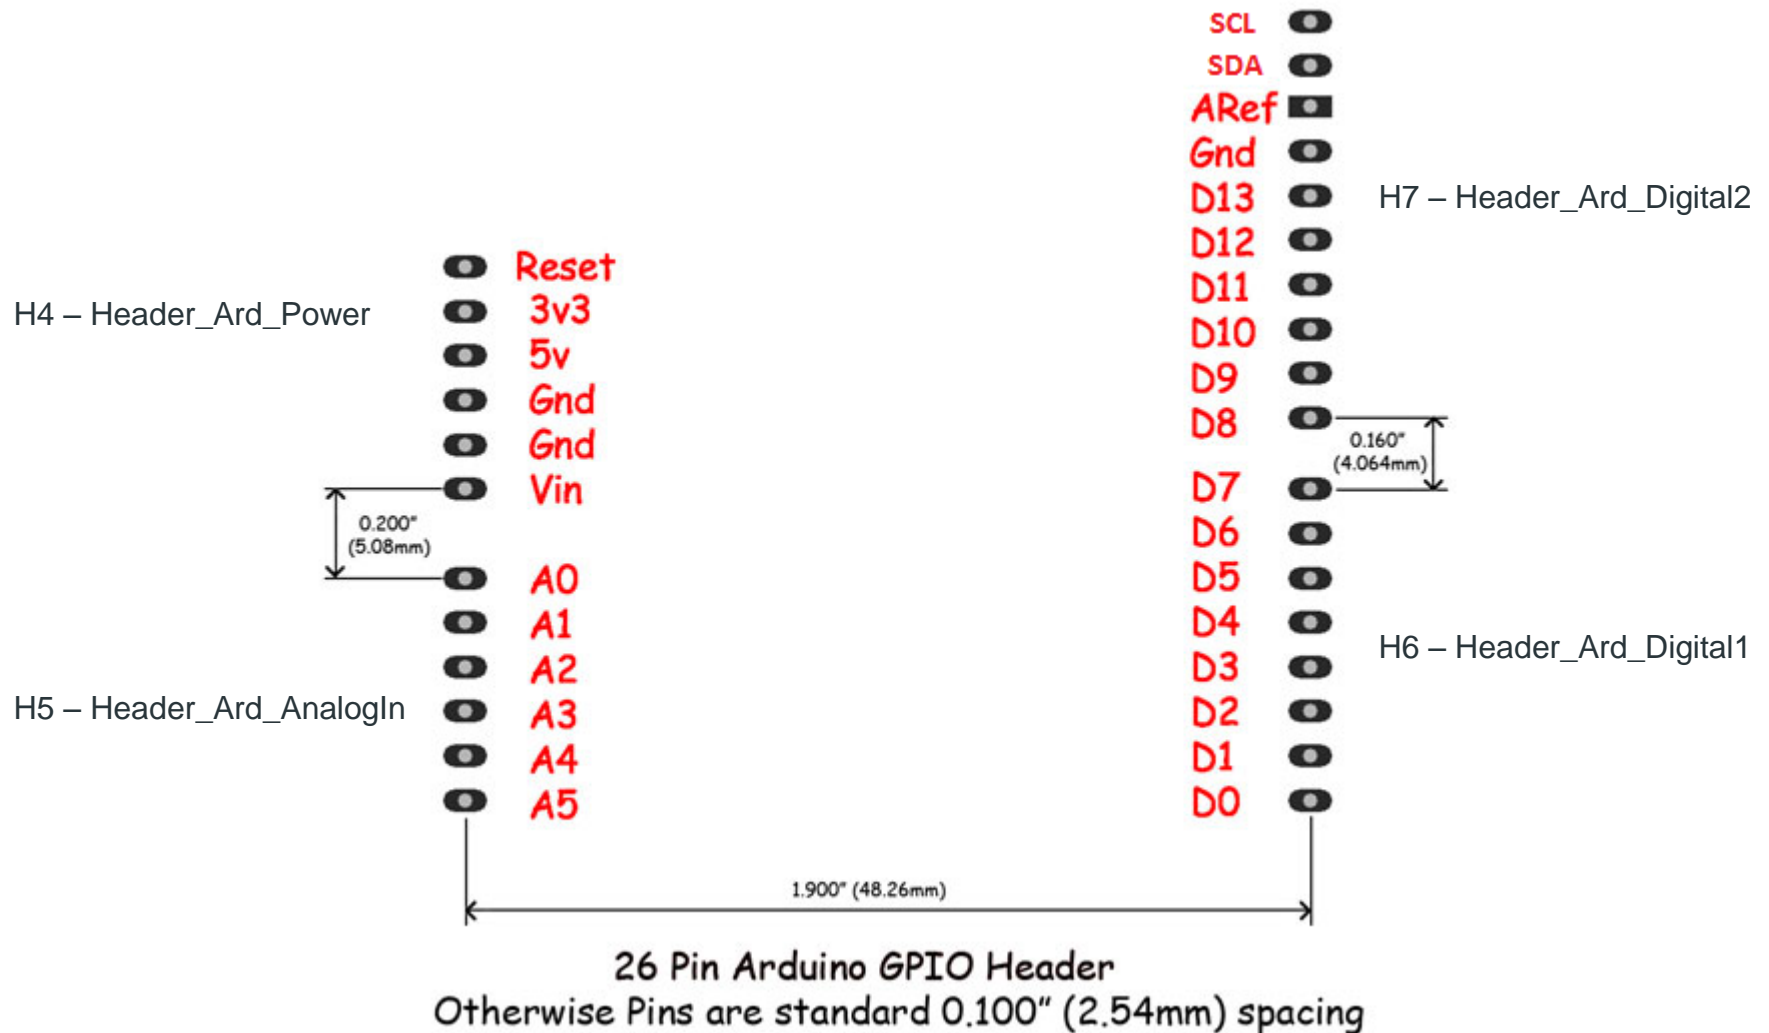 SCL
SDA
ARef
Gnd
D13
H7 – Header_Ard_Digital2
D12
Reset
D11
3v3
H4 – Header_Ard_Power
D10
5v
D9
Gnd
D8
Gnd
0.160"
(4.064mm)
Vin
D7
0.200"
(5.08mm)
D6
A0
D5
A1
D4
H6 – Header_Ard_Digital1
A2
D3
H5 – Header_Ard_AnalogIn
A3
D2
A4
D1
A5
D0
1.900" (48.26mm)
26 Pin Arduino GPIO Header
Otherwise Pins are standard 0.100" (2.54mm) spacing